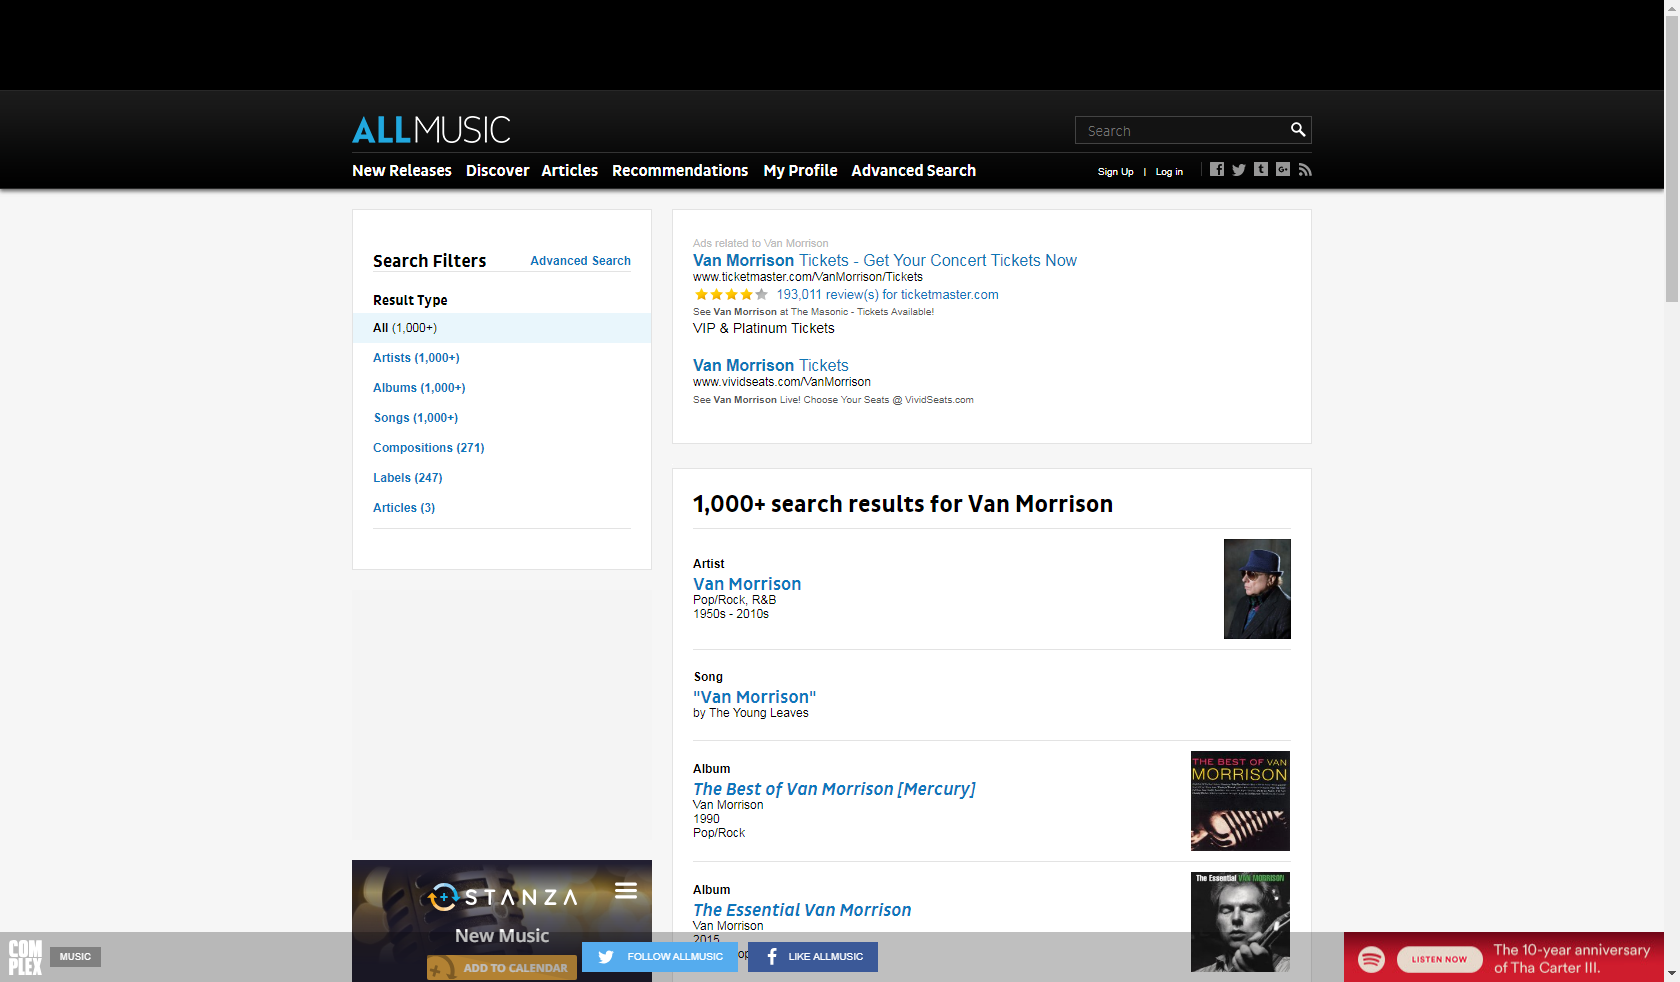 ALLMUSIC
Search
New Releases Discover Articles Recommendations My Profile Advanced Search
Sign Up | Log in
Search Filters Advanced Search
Result Type
All (1,000+)
Artists (1,000+)
Albums (1,000+)
Songs (1,000+)
Compositions (271)
Labels (247)
Articles (3)
Ads related to Van Morrison
Van Morrison Tickets - Get Your Concert Tickets Now
www.ticketmaster.com/VanMorrison/Tickets
193,011 review(s) for ticketmaster.com
See Van Morrison at The Masonic - Tickets Available!
VIP & Platinum Tickets
Van Morrison Tickets
www.vividseats.com/VanMorrison
See Van Morrison Live! Choose Your Seats @ VividSeats.com
1,000+ search results for Van Morrison
Artist
Van Morrison
Pop/Rock, R&B
1950s - 2010s
Song
"Van Morrison"
by The Young Leaves
Album
The Best of Van Morrison [Mercury]
Van Morrison
1990
Pop/Rock
THE BEST OF VAN
MORRISON
Album
The Essential Van Morrison
Van Morrison
2015
The Essential VAN MORRISON
STANZA
New Music
ADD TO CALENDAR
COMPLEX
MUSIC
FOLLOW ALLMUSIC
LIKE ALLMUSIC
LISTEN NOW
The 10-year anniversary
of Tha Carter III.